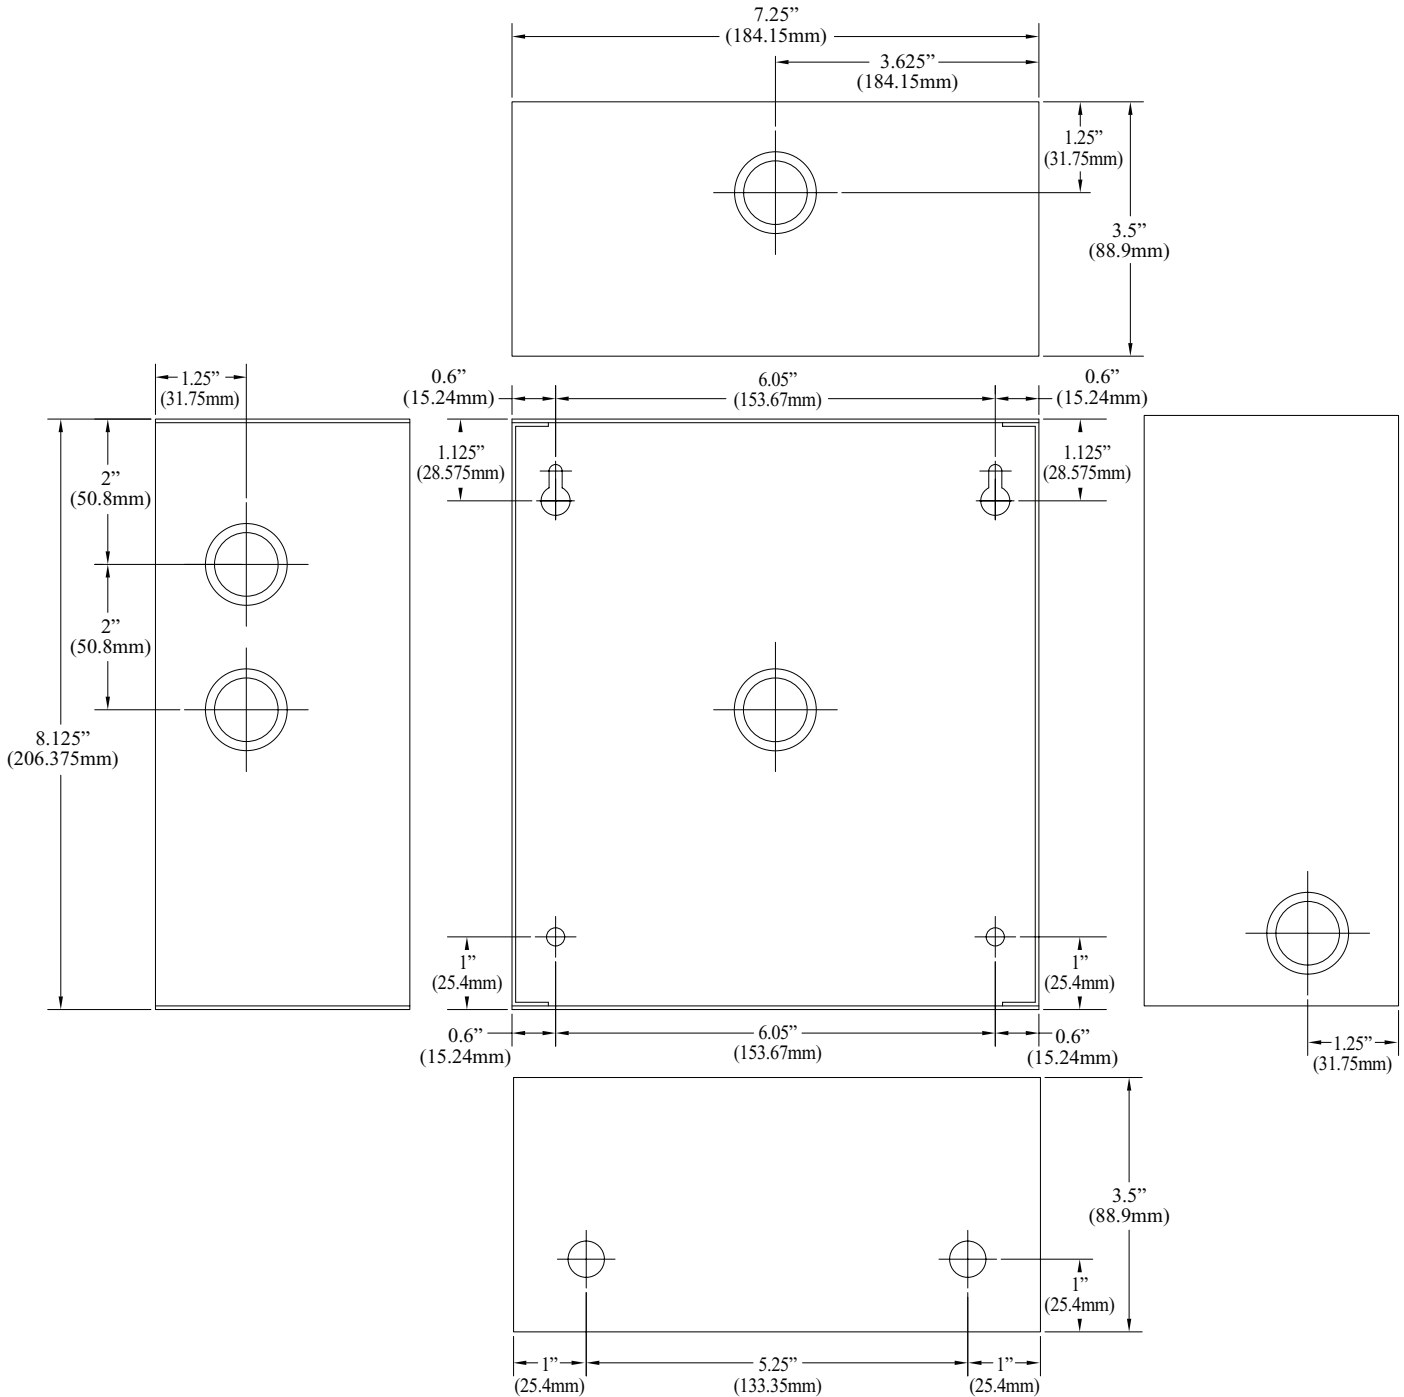 7.25”
(184.15mm)
3.625”
(184.15mm)
1.25”
(31.75mm)
3.5”
(88.9mm)
1.25”
(31.75mm)
0.6”
(15.24mm)
6.05”
(153.67mm)
0.6”
(15.24mm)
2”
(50.8mm)
1.125”
(28.575mm)
1.125”
(28.575mm)
2”
(50.8mm)
8.125”
(206.375mm)
1”
(25.4mm)
1”
(25.4mm)
0.6”
(15.24mm)
6.05”
(153.67mm)
0.6”
(15.24mm)
1.25”
(31.75mm)
3.5”
(88.9mm)
1”
(25.4mm)
1”
(25.4mm)
5.25”
(133.35mm)
1”
(25.4mm)